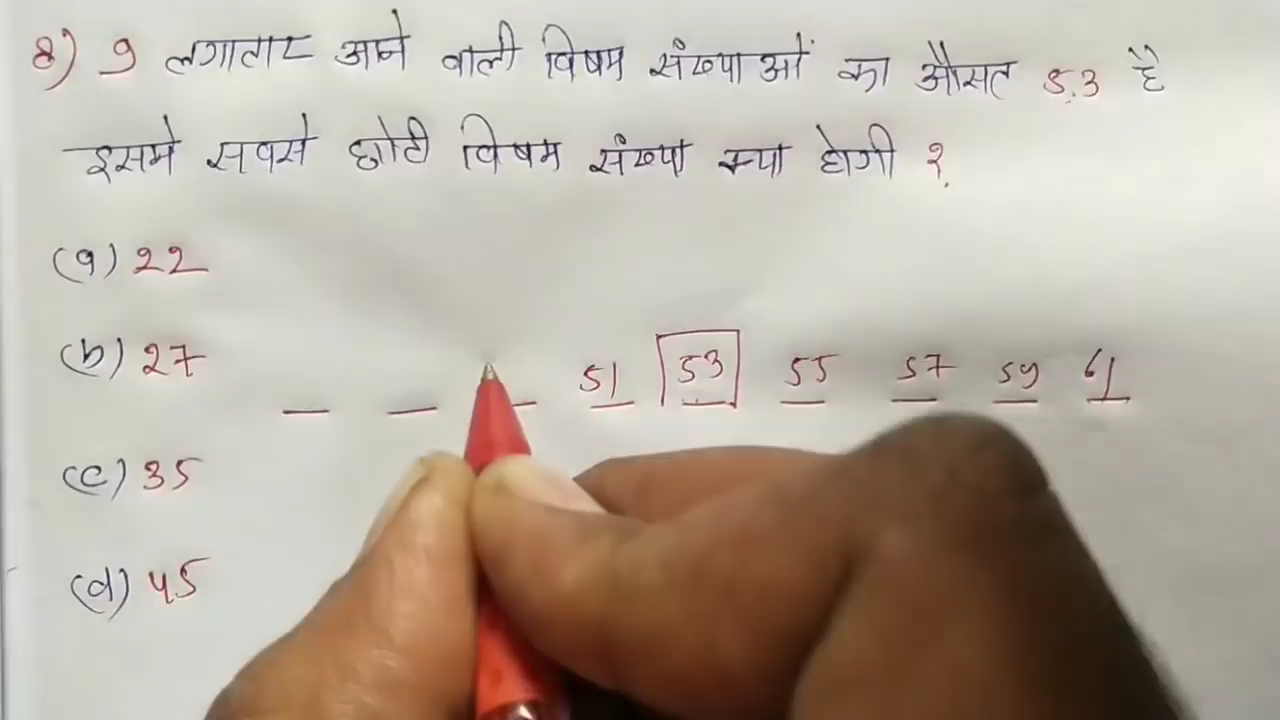 8) 9 लगातार आने वाली विषम संख्याओं का औसत 53 है
इसमे सबसे छोटी विषम संख्या क्या होगी ?
(a) 22
(b) 27
51 53 55 57 59 61
(c) 35
(d) 45